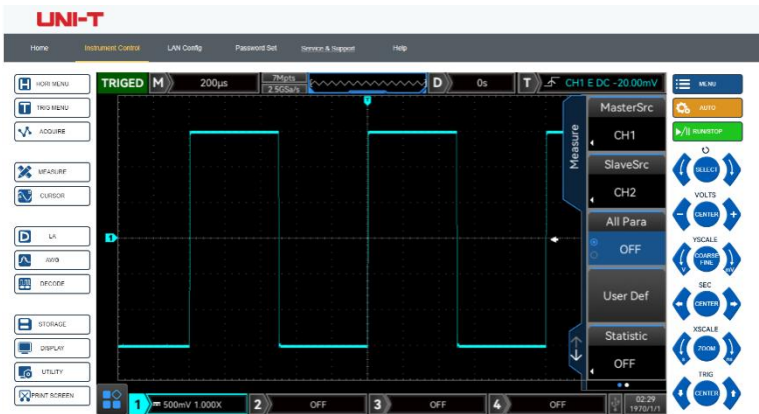 UNI-T
Home Instrument Control LAN Config Password Set Service & Support Help
HORI MENU
TRIG MENU
ACQUIRE
MEASURE
CURSOR
LA
AWG
DECODE
STORAGE
DISPLAY
UTILITY
PRINT SCREEN
TRIGED M 200μs 7Mpts 2.5GSa/s D 0s T CH1 E DC -20.00mV
T
1
Measure
MasterSrc
CH1
SlaveSrc
CH2
All Para
OFF
User Def
Statistic
OFF
1 500mV 1.000X 2 OFF 3 OFF 4 OFF 02:29
1970/1/1
MENU
AUTO
RUN/STOP
SELECT
VOLTS
CENTER
YSCALE
COARSE
FINE
V mV
SEC
CENTER
XSCALE
ZOOM
s ns
TRIG
CENTER